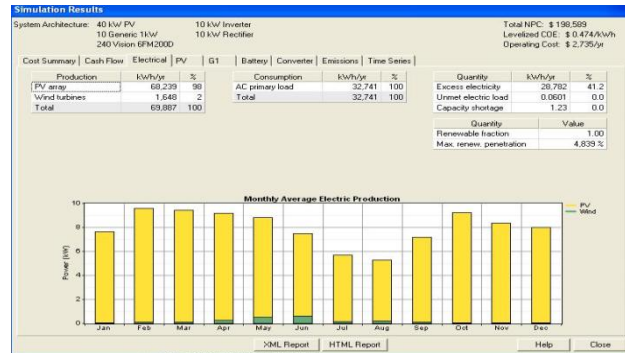 Simulation Results
System Architecture: 40 kW PV 10 kW Inverter Total NPC: $ 198,589
10 Generic 1kW 10 kW Rectifier Levelized COE: $ 0.474/kWh
240 Vision 6FM200D Operating Cost: $ 2,735/yr
Cost Summary Cash Flow Electrical PV G1 Battery Converter Emissions Time Series
Production kWh/yr % Consumption kWh/yr % Quantity kWh/yr %
PV array 68,239 98 AC primary load 32,741 100 Excess electricity 28,782 41.2
Wind turbines 1,648 2 Total 32,741 100 Unmet electric load 0.0601 0.0
Total 69,887 100 Capacity shortage 1.23 0.0
Quantity Value
Renewable fraction 1.00
Max. renew. penetration 4,839 %
Monthly Average Electric Production
Power (kW)
10
8
6
4
2
0
Jan Feb Mar Apr May Jun Jul Aug Sep Oct Nov Dec
PV
Wind
XML Report HTML Report Help Close